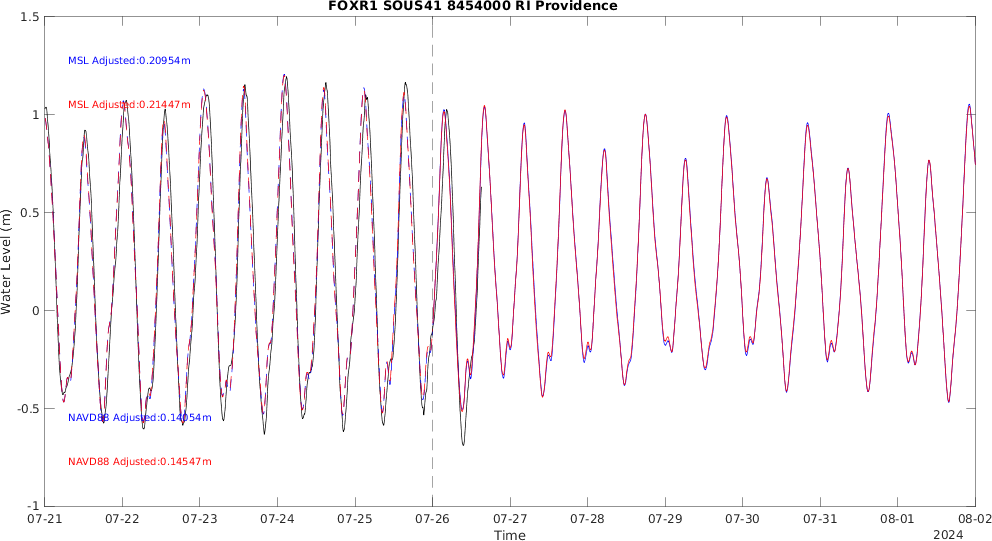 FOXR1 SOUS41 8454000 RI Providence
1.5
MSL Adjusted:0.20954m
MSL Adjusted:0.21447m
1
0.5
Water Level (m)
0
-0.5
NAVD88 Adjusted:0.14054m
NAVD88 Adjusted:0.14547m
-1
07-21 07-22 07-23 07-24 07-25 07-26 07-27 07-28 07-29 07-30 07-31 08-01 08-02
Time
2024